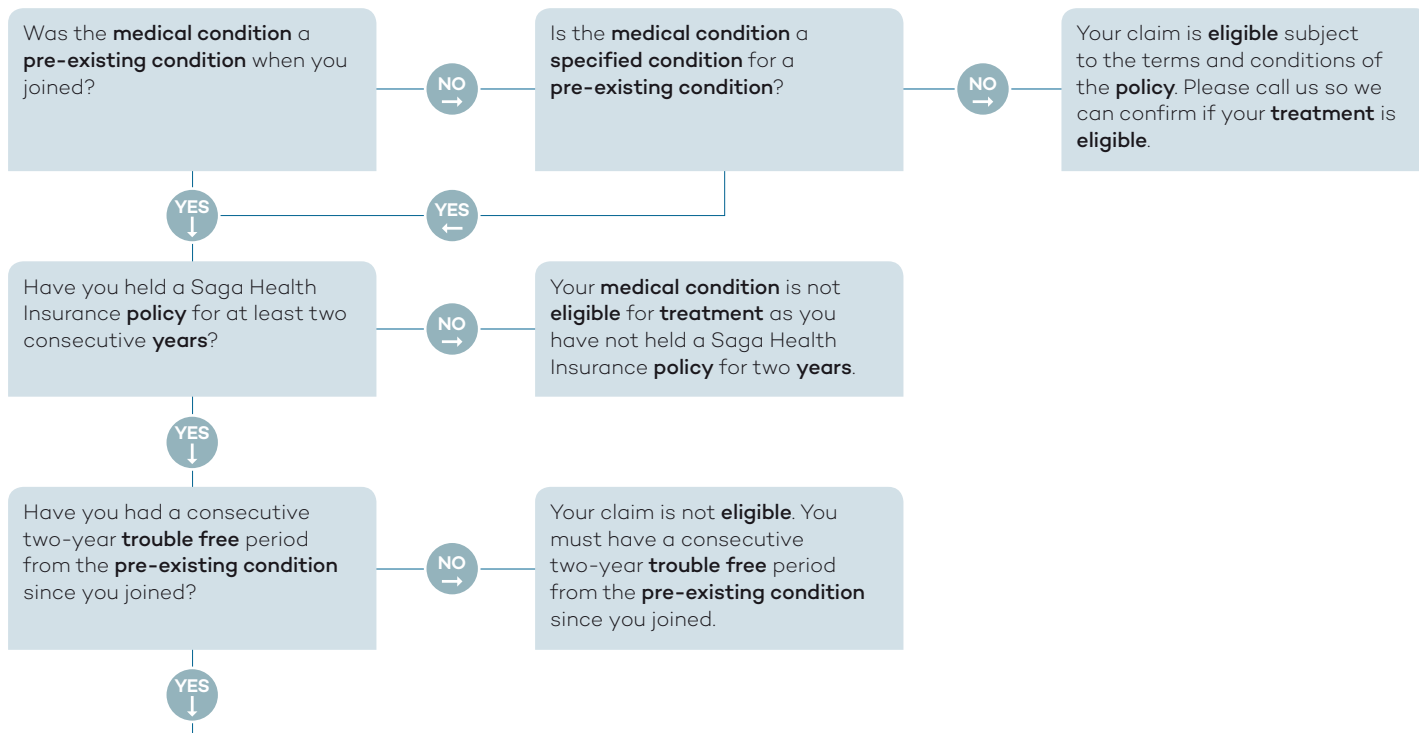 Was the medical condition a
pre-existing condition when you
joined?
NO
Is the medical condition a
specified condition for a
pre-existing condition?
NO
Your claim is eligible subject
to the terms and conditions of
the policy. Please call us so we
can confirm if your treatment is
eligible.
YES
YES
Have you held a Saga Health
Insurance policy for at least two
consecutive years?
NO
Your medical condition is not
eligible for treatment as you
have not held a Saga Health
Insurance policy for two years.
YES
Have you had a consecutive
two-year trouble free period
from the pre-existing condition
since you joined?
NO
Your claim is not eligible. You
must have a consecutive
two-year trouble free period
from the pre-existing condition
since you joined.
YES